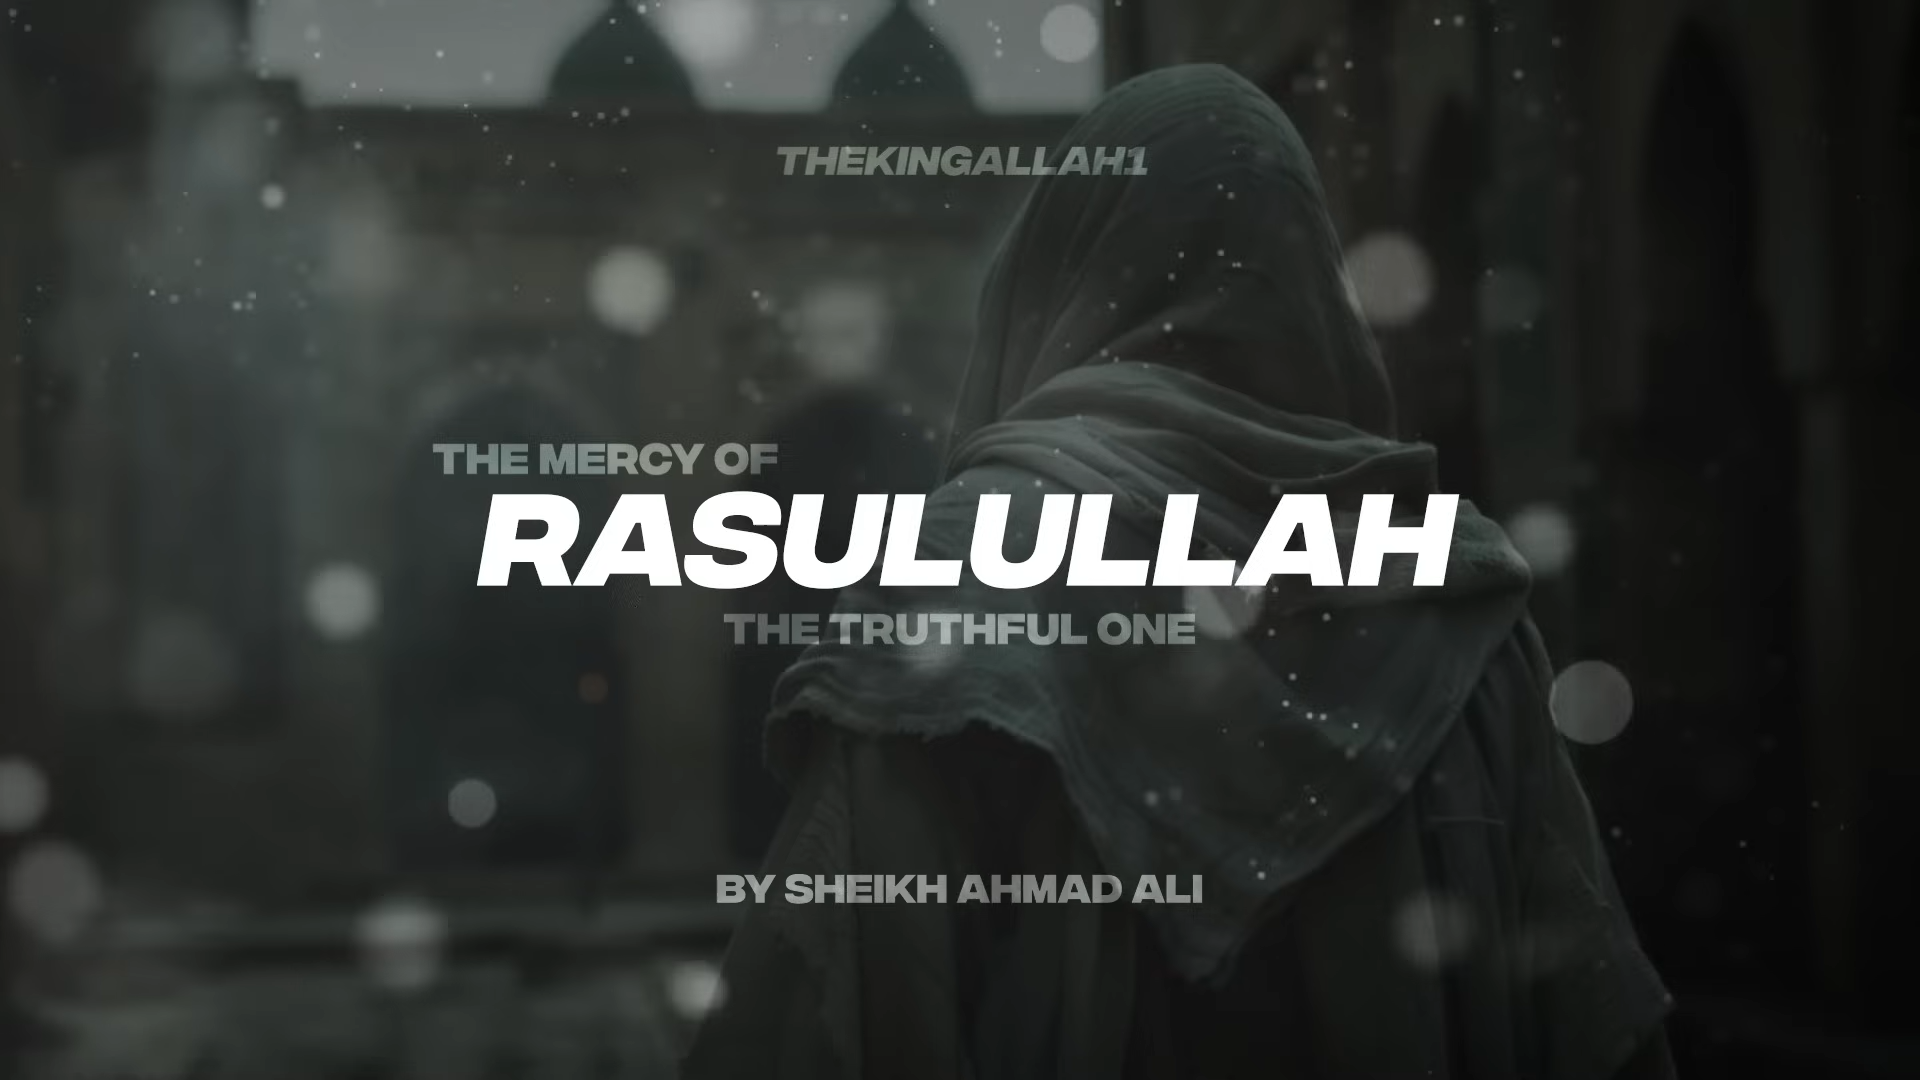 THEKINGALLAH1
THE MERCY OF
RASULULLAH
THE TRUTHFUL ONE
BY SHEIKH AHMAD ALI